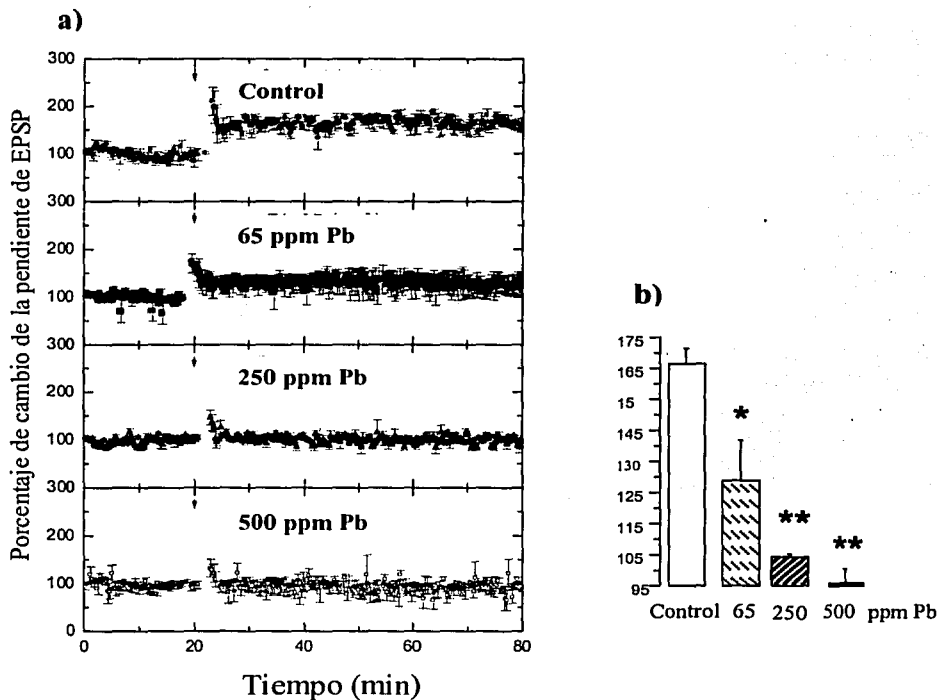 a)
Porcentaje de cambio de la pendiente de EPSP
300
200
Control
100
300
200
65 ppm Pb
100
300
200
250 ppm Pb
100
300
200
500 ppm Pb
100
0
0 20 40 60 80
Tiempo (min)
b)
175
165
15
145
130
125
115
105
95
*
**
**
Control 65 250 500 ppm Pb